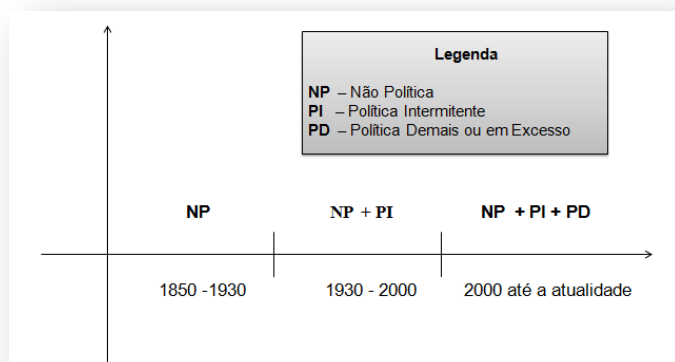 Legenda
NP – Não Política
PI – Política Intermitente
PD – Política Demais ou em Excesso
NP NP + PI NP + PI + PD
1850 -1930 1930 - 2000 2000 até a atualidade